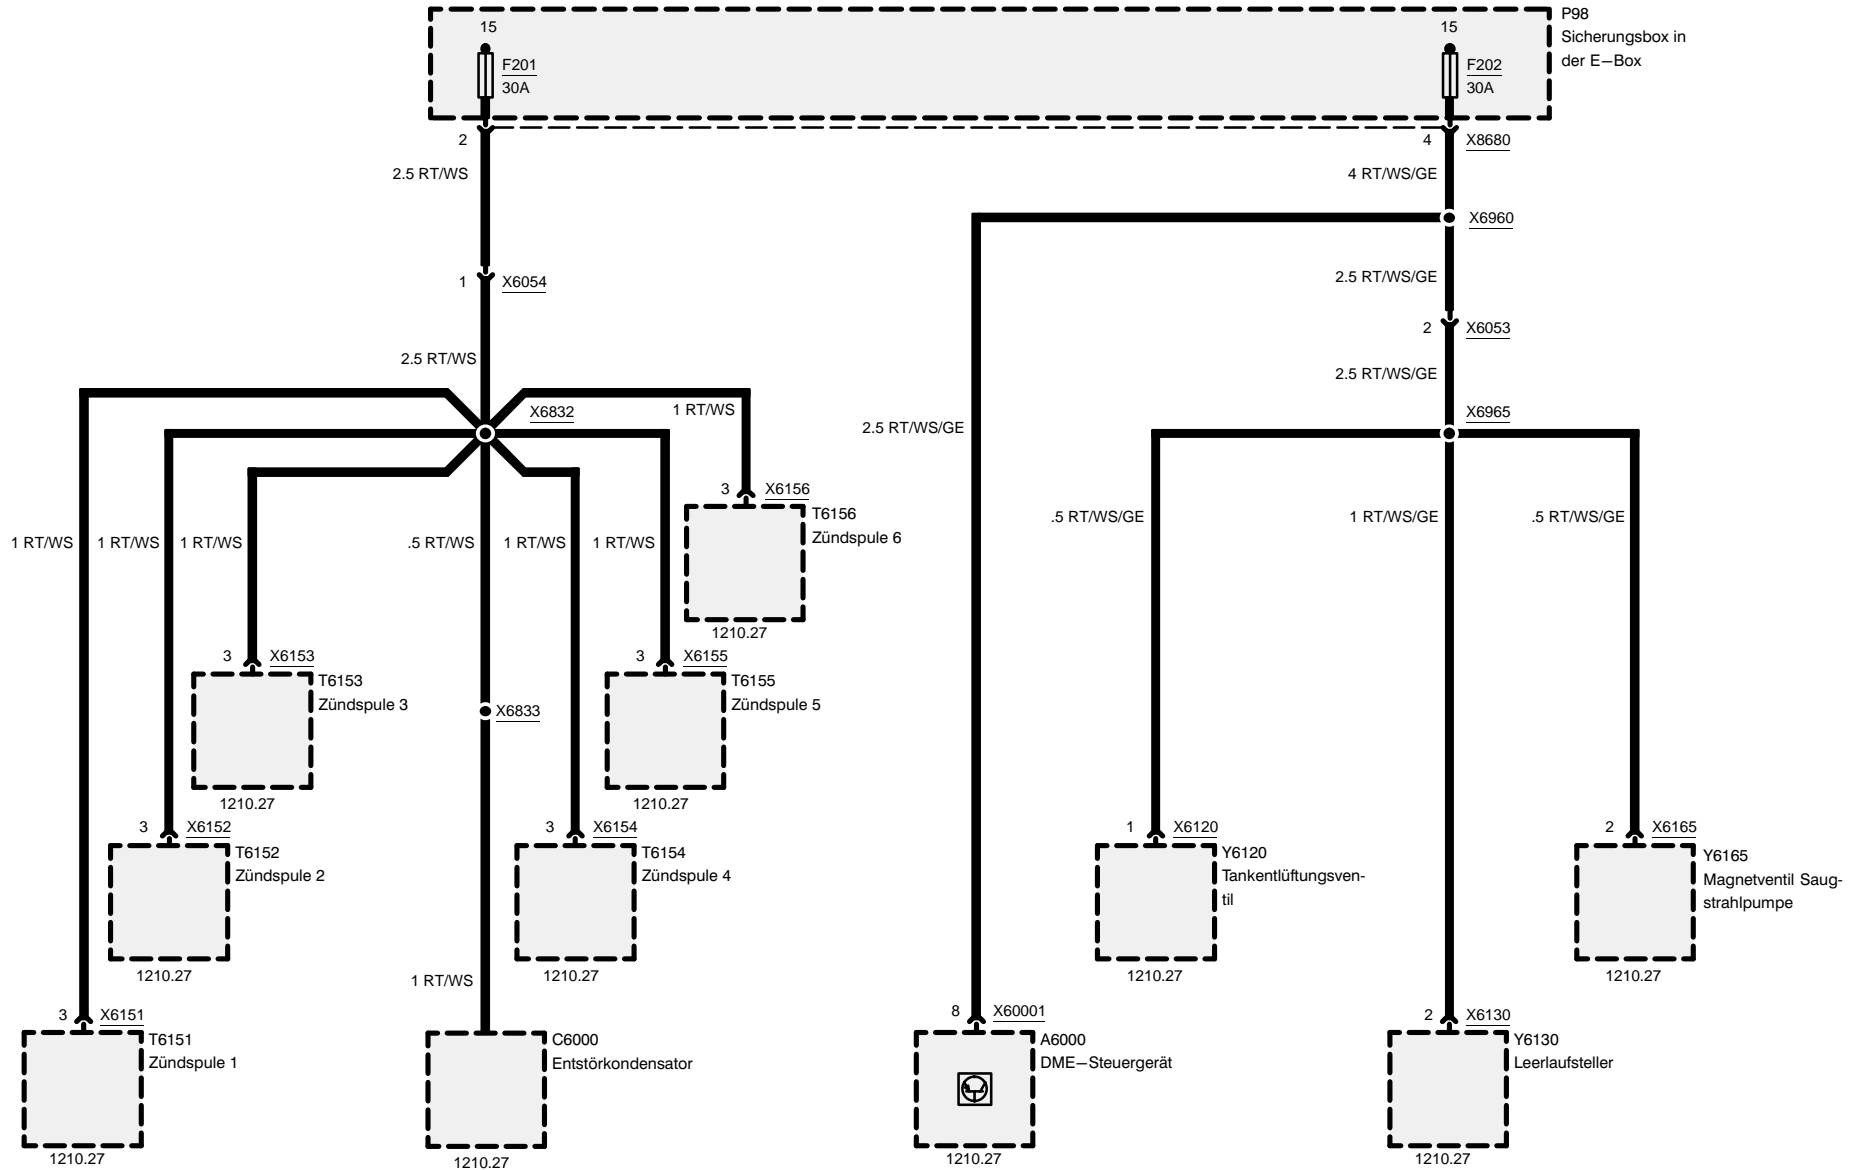 P98
Sicherungsbox in
der E–Box
15
F201
30A
15
F202
30A
2
4
X8680
2.5 RT/WS
4 RT/WS/GE
X6960
1
X6054
2.5 RT/WS/GE
2
X6053
2.5 RT/WS
2.5 RT/WS/GE
X6832
1 RT/WS
2.5 RT/WS/GE
X6965
3
X6156
T6156
Zündspule 6
1210.27
1 RT/WS
1 RT/WS
1 RT/WS
.5 RT/WS
1 RT/WS
1 RT/WS
.5 RT/WS/GE
1 RT/WS/GE
.5 RT/WS/GE
3
X6153
T6153
Zündspule 3
1210.27
X6833
3
X6155
T6155
Zündspule 5
1210.27
3
X6152
T6152
Zündspule 2
1210.27
3
X6154
T6154
Zündspule 4
1210.27
1
X6120
Y6120
Tankentlüftungsven-
til
1210.27
2
X6165
Y6165
Magnetventil Saug-
strahlpumpe
1210.27
1 RT/WS
3
X6151
T6151
Zündspule 1
1210.27
C6000
Entstörkondensator
1210.27
8
X60001
A6000
DME–Steuergerät
1210.27
2
X6130
Y6130
Leerlaufsteller
1210.27